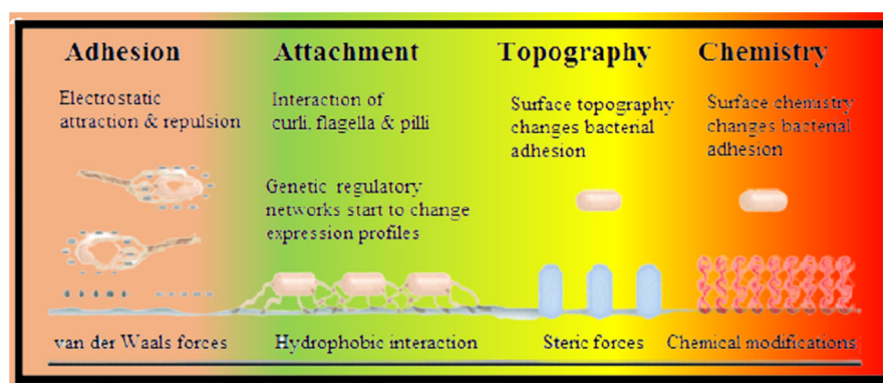 Adhesion
Electrostatic
attraction & repulsion
van der Waals forces
Attachment
Interaction of
curli, flagella & pilli
Genetic regulatory
networks start to change
expression profiles
Hydrophobic interaction
Topography
Surface topography
changes bacterial
adhesion
Steric forces
Chemistry
Surface chemistry
changes bacterial
adhesion
Chemical modifications